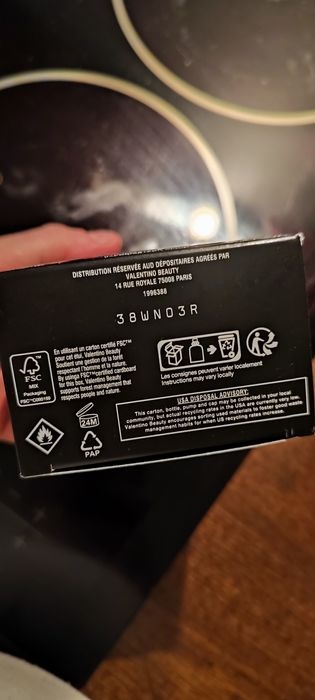 DISTRIBUTION RÉSERVÉE AUD DÉPOSITAIRES AGRÉÉS PAR
VALENTINO BEAUTY
14 RUE ROYALE 75008 PARIS
1996388
38WN03R
En utilisant un carton certifié FSC™
pour cet étui, Valentino Beauty
Soutient une gestion de la forêt
respectant l'homme et la nature.
By using FSC™ certified cardboard
for this box, Valentino Beauty
supports forest management that
respects people and nature.
FSC
MIX
Packaging
FSC™ C000189
Les consignes peuvent varier localement
Instructions may vary locally
24M
PAP
USA DISPOSAL ADVISORY:
This carton, bottle, pump and cap may be collected in your local
community, but actual recycling rates in the USA are currently very low.
Valentino Beauty encourages sorting used materials to foster good waste
management habits for when US recycling rates increase.